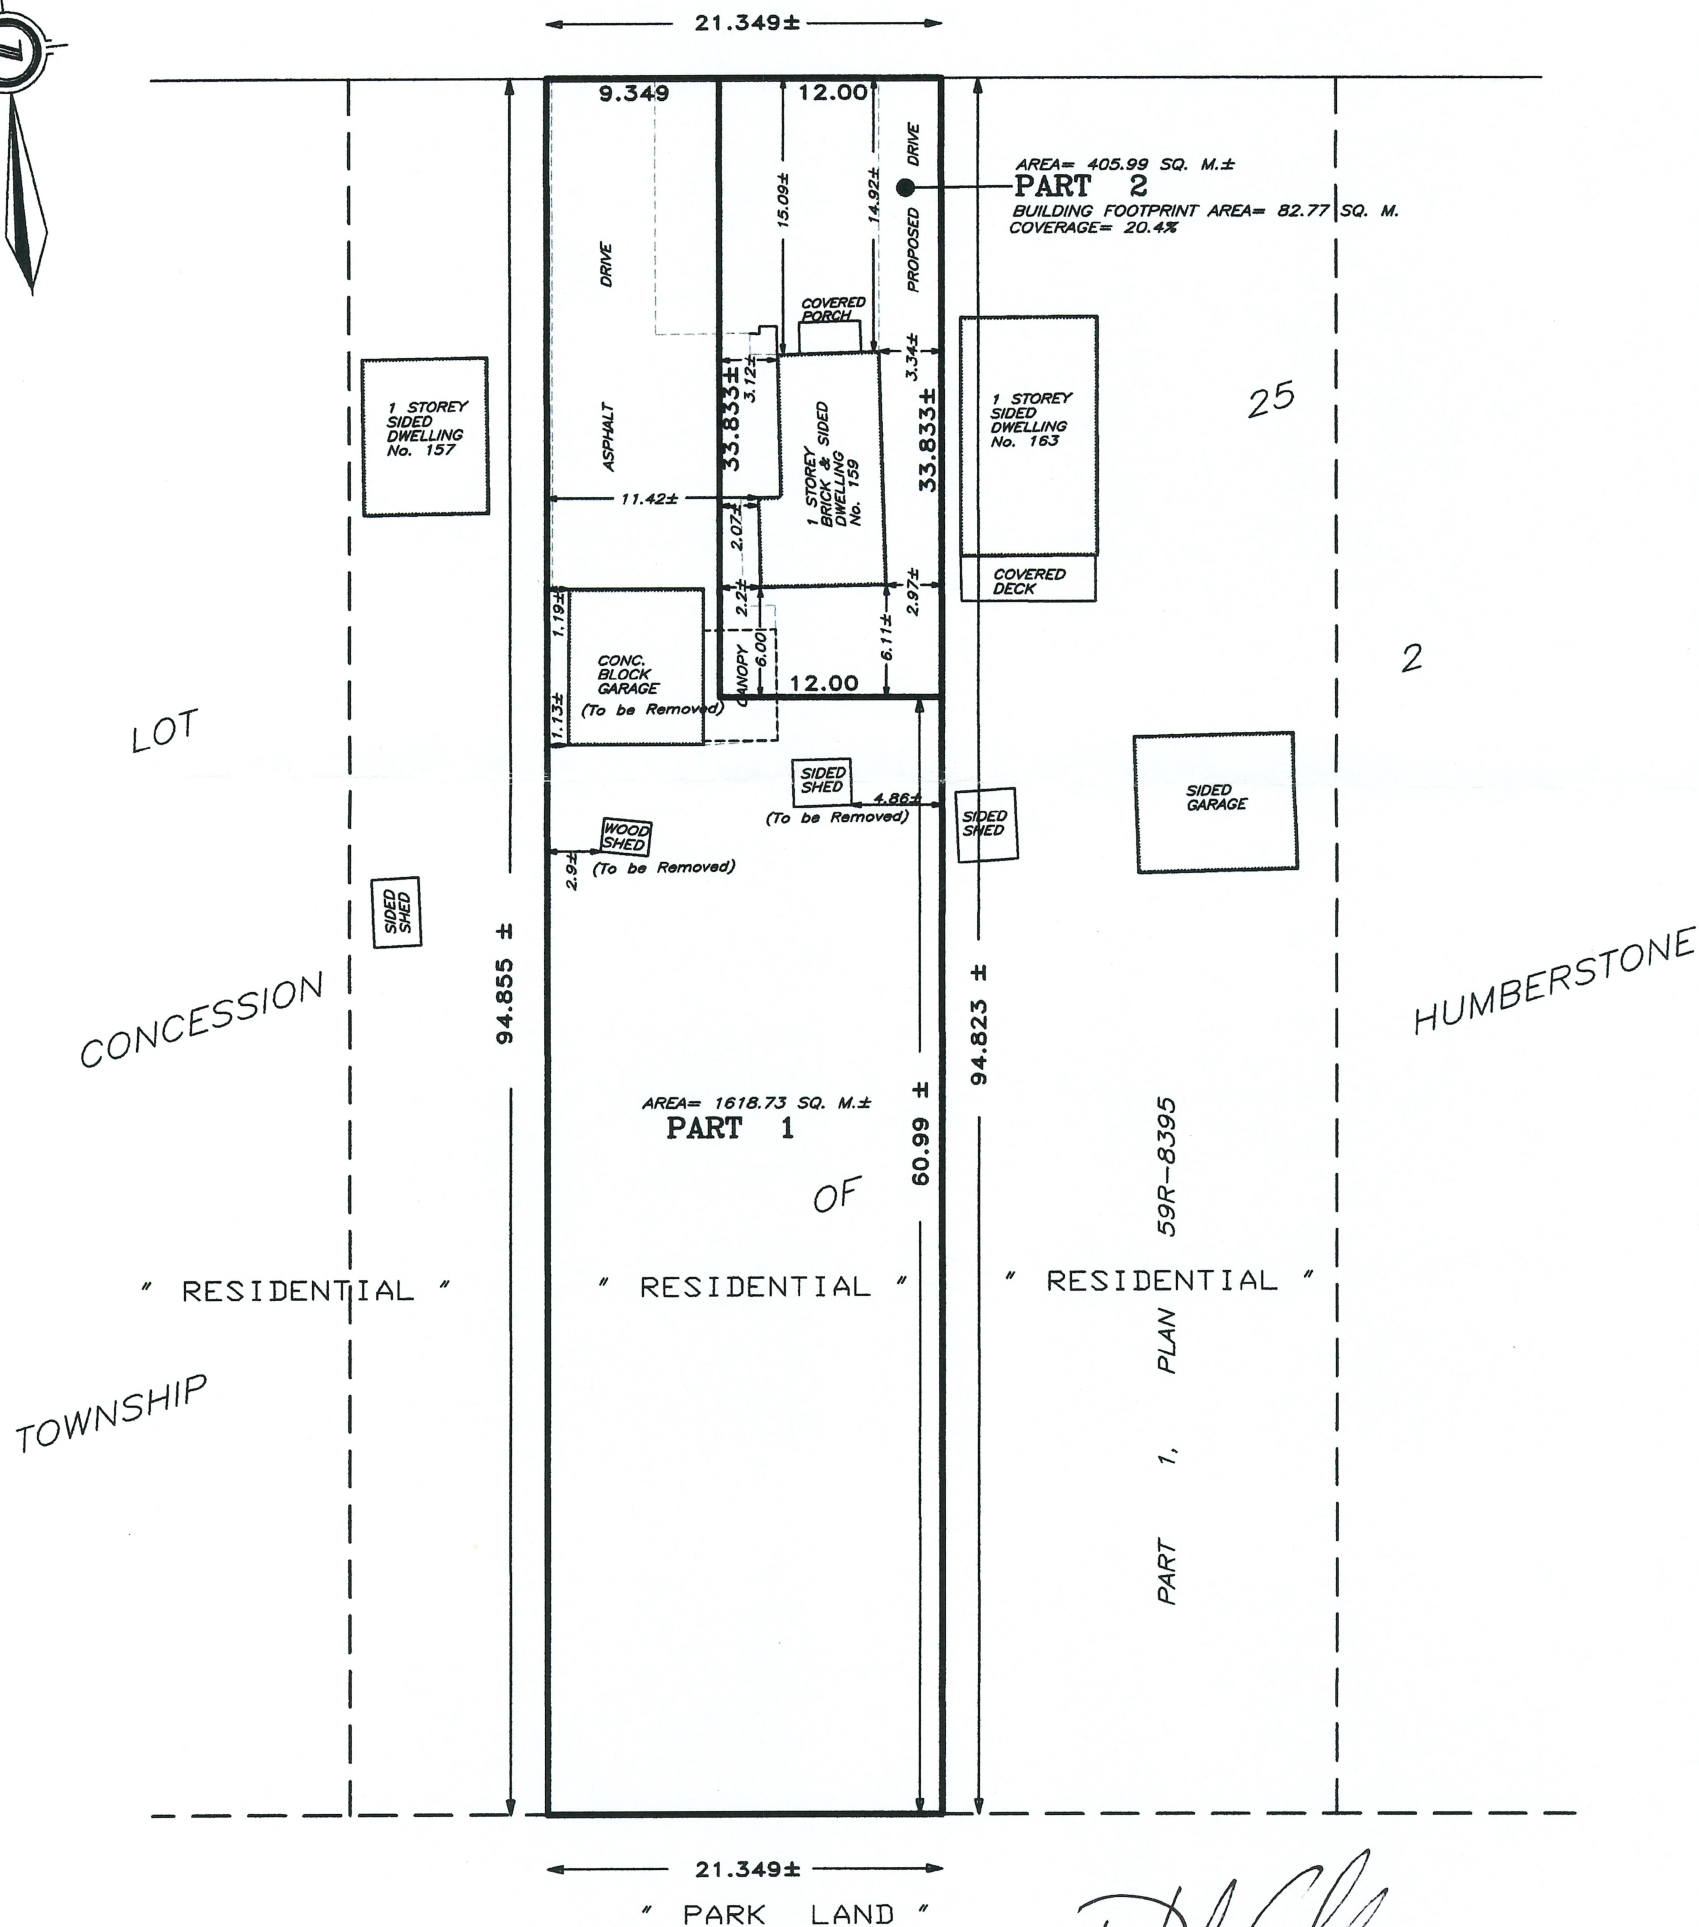 21.349±
9.349
12.00
AREA= 405.99 SQ. M.±
PART 2
BUILDING FOOTPRINT AREA= 82.77 SQ. M.
COVERAGE= 20.4%
15.09±
14.92±
PROPOSED DRIVE
ASPHALT DRIVE
COVERED
PORCH
3.12±
3.34±
33.833±
33.833±
1 STOREY
SIDED
DWELLING
No. 157
1 STOREY
BRICK & SIDED
DWELLING
No. 159
1 STOREY
SIDED
DWELLING
No. 163
25
11.42±
2.07±
2.2±
2.97±
COVERED
DECK
1.19±
6.00
6.11±
CONC.
BLOCK
GARAGE
(To be Removed)
CANOPY
12.00
1.13±
2
LOT
SIDED
SHED
4.86±
(To be Removed)
SIDED
SHED
SIDED
GARAGE
WOOD
SHED
(To be Removed)
2.9±
SIDED
SHED
94.855 ±
94.823 ±
CONCESSION
HUMBERSTONE
60.99 ±
AREA= 1618.73 SQ. M.±
PART 1
OF
PART 1, PLAN 59R-8395
" RESIDENTIAL "
" RESIDENTIAL "
" RESIDENTIAL "
TOWNSHIP
21.349±
" PARK LAND "